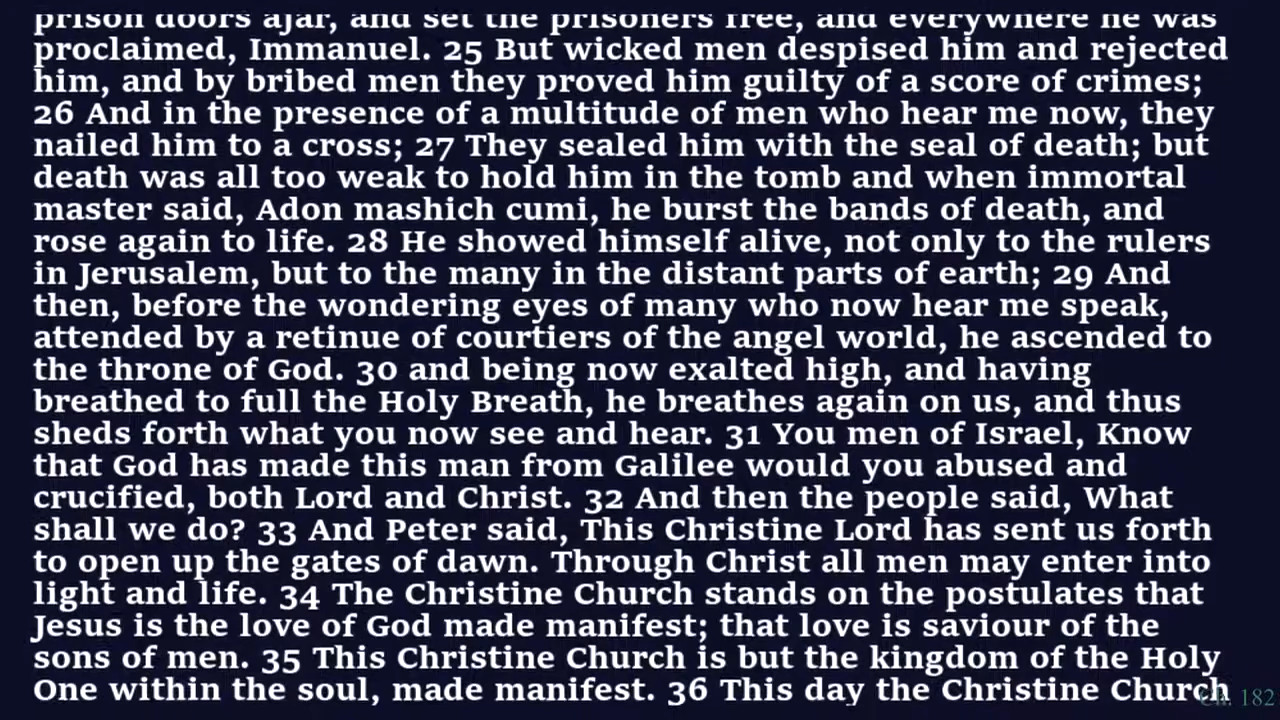 prison doors ajar, and set the prisoners free, and everywhere he was
proclaimed, Immanuel. 25 But wicked men despised him and rejected
him, and by bribed men they proved him guilty of a score of crimes;
26 And in the presence of a multitude of men who hear me now, they
nailed him to a cross; 27 They sealed him with the seal of death; but
death was all too weak to hold him in the tomb and when immortal
master said, Adon mashich cumi, he burst the bands of death, and
rose again to life. 28 He showed himself alive, not only to the rulers
in Jerusalem, but to the many in the distant parts of earth; 29 And
then, before the wondering eyes of many who now hear me speak,
attended by a retinue of courtiers of the angel world, he ascended to
the throne of God. 30 and being now exalted high, and having
breathed to full the Holy Breath, he breathes again on us, and thus
sheds forth what you now see and hear. 31 You men of Israel, Know
that God has made this man from Galilee would you abused and
crucified, both Lord and Christ. 32 And then the people said, What
shall we do? 33 And Peter said, This Christine Lord has sent us forth
to open up the gates of dawn. Through Christ all men may enter into
light and life. 34 The Christine Church stands on the postulates that
Jesus is the love of God made manifest; that love is saviour of the
sons of men. 35 This Christine Church is but the kingdom of the Holy
One within the soul, made manifest. 36 This day the Christine Church
Ch. 182